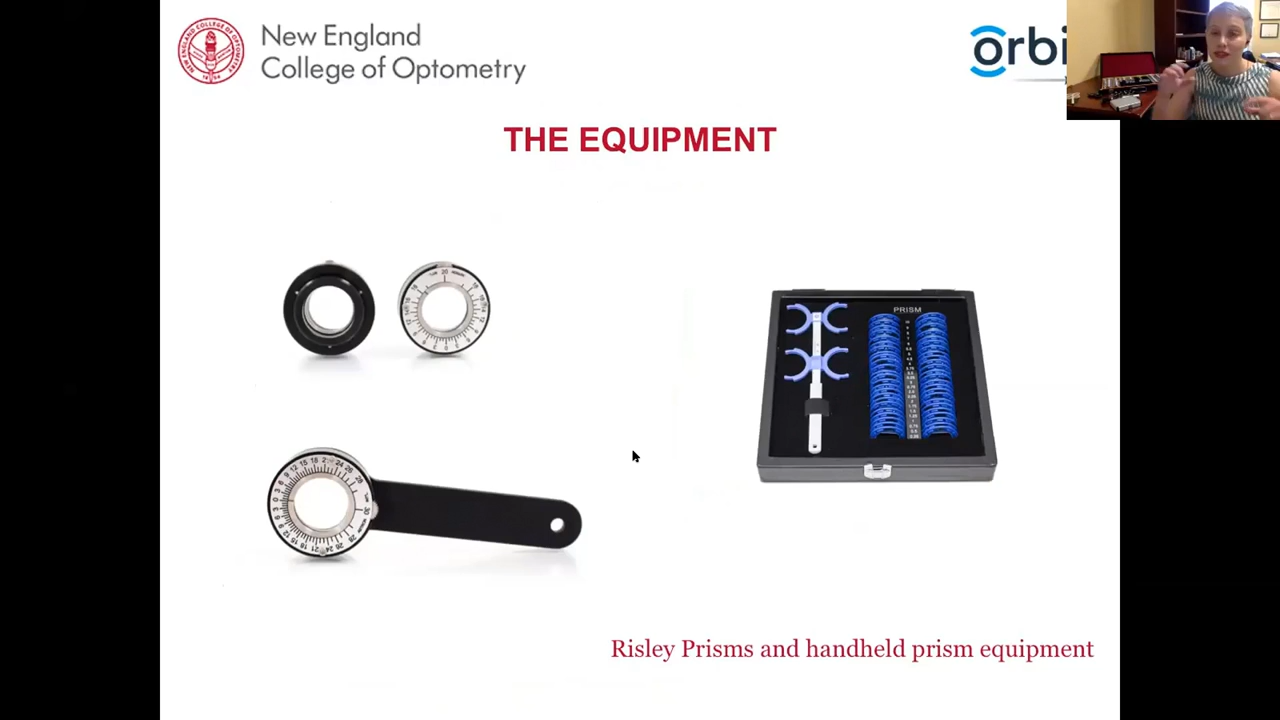 New England
College of Optometry
orbi
THE EQUIPMENT
PRISM
Risley Prisms and handheld prism equipment